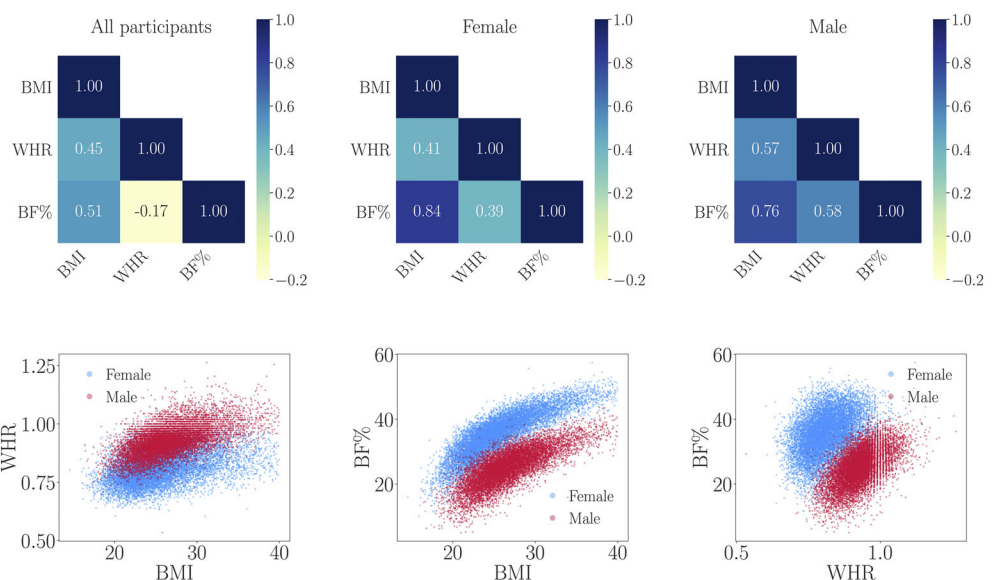 All participants
BMI
WHR
BF%
1.00
0.45
1.00
0.51
-0.17
1.00
BMI
WHR
BF%
1.0
0.8
0.6
0.4
0.2
0.0
−0.2
Female
BMI
WHR
BF%
1.00
0.41
1.00
0.84
0.39
1.00
BMI
WHR
BF%
1.0
0.8
0.6
0.4
0.2
0.0
−0.2
Male
BMI
WHR
BF%
1.00
0.57
1.00
0.76
0.58
1.00
BMI
WHR
BF%
1.0
0.8
0.6
0.4
0.2
0.0
−0.2
WHR
1.25
1.00
0.75
0.50
Female
Male
20
30
40
BMI
BF%
60
40
20
Female
Male
20
30
40
BMI
BF%
60
40
20
Female
Male
0.5
1.0
WHR